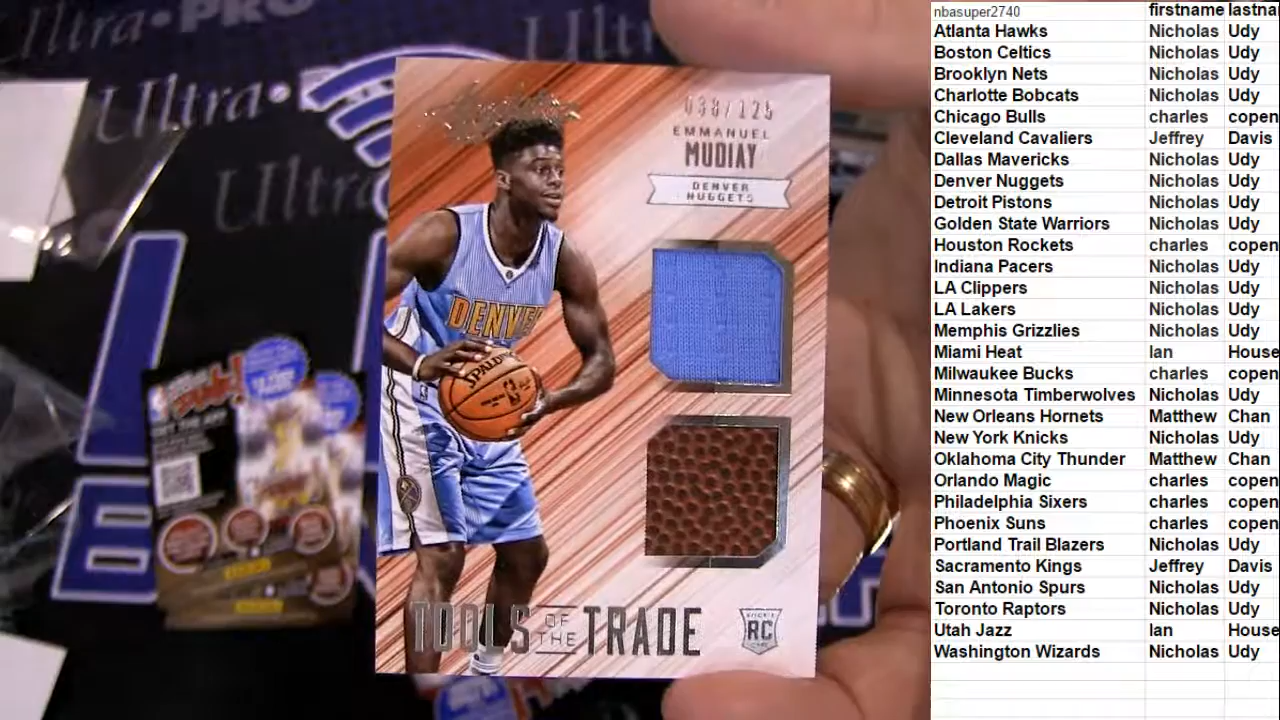 Ultra•PRO
Ultra
Ultra•
Ultra
038/125
EMMANUEL
MUDIAY
DENVER
NUGGETS
DENVE
SPALDING
TOOLS OF THE TRADE
RC
nbasuper2740 firstname lastna
Atlanta Hawks Nicholas Udy
Boston Celtics Nicholas Udy
Brooklyn Nets Nicholas Udy
Charlotte Bobcats Nicholas Udy
Chicago Bulls charles copen
Cleveland Cavaliers Jeffrey Davis
Dallas Mavericks Nicholas Udy
Denver Nuggets Nicholas Udy
Detroit Pistons Nicholas Udy
Golden State Warriors Nicholas Udy
Houston Rockets charles copen
Indiana Pacers Nicholas Udy
LA Clippers Nicholas Udy
LA Lakers Nicholas Udy
Memphis Grizzlies Nicholas Udy
Miami Heat Ian House
Milwaukee Bucks charles copen
Minnesota Timberwolves Nicholas Udy
New Orleans Hornets Matthew Chan
New York Knicks Nicholas Udy
Oklahoma City Thunder Matthew Chan
Orlando Magic charles copen
Philadelphia Sixers charles copen
Phoenix Suns charles copen
Portland Trail Blazers Nicholas Udy
Sacramento Kings Jeffrey Davis
San Antonio Spurs Nicholas Udy
Toronto Raptors Nicholas Udy
Utah Jazz Ian House
Washington Wizards Nicholas Udy